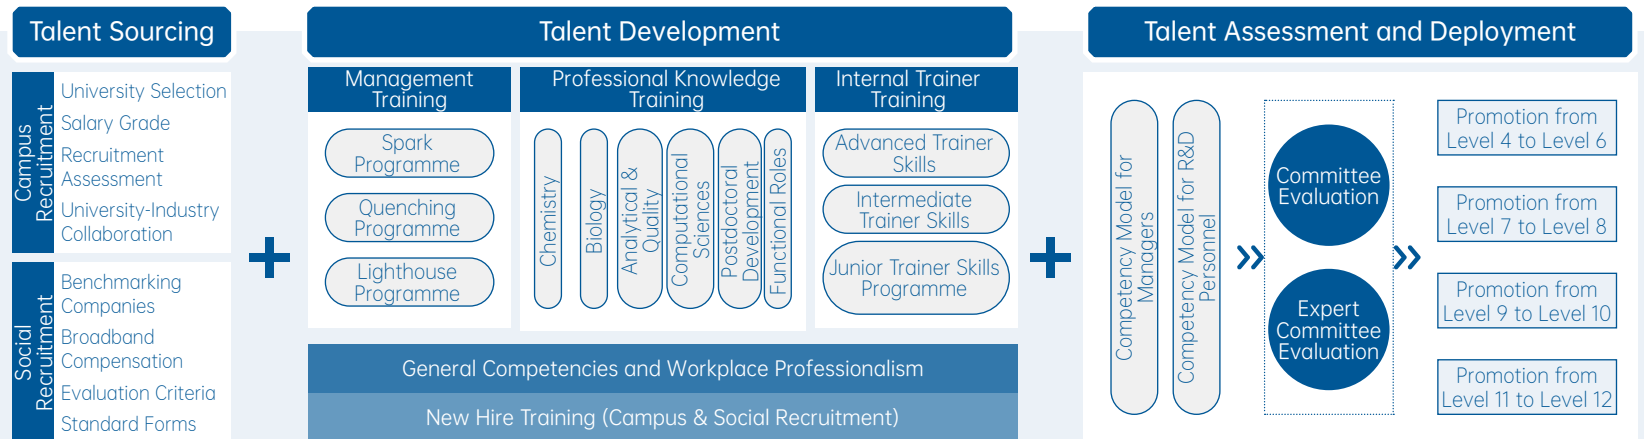 Talent Sourcing
Campus
Recruitment
University Selection
Salary Grade
Recruitment
Assessment
University-Industry
Collaboration
Social
Recruitment
Benchmarking
Companies
Broadband
Compensation
Evaluation Criteria
Standard Forms
Talent Development
Management
Training
Spark
Programme
Quenching
Programme
Lighthouse
Programme
Professional Knowledge
Training
Chemistry
Biology
Analytical &
Quality
Computational
Sciences
Postdoctoral
Development
Functional Roles
Internal Trainer
Training
Advanced Trainer
Skills
Intermediate
Trainer Skills
Junior Trainer Skills
Programme
General Competencies and Workplace Professionalism
New Hire Training (Campus & Social Recruitment)
Talent Assessment and Deployment
Competency Model for
Managers
Competency Model for R&D
Personnel
Committee
Evaluation
Expert
Committee
Evaluation
Promotion from
Level 4 to Level 6
Promotion from
Level 7 to Level 8
Promotion from
Level 9 to Level 10
Promotion from
Level 11 to Level 12